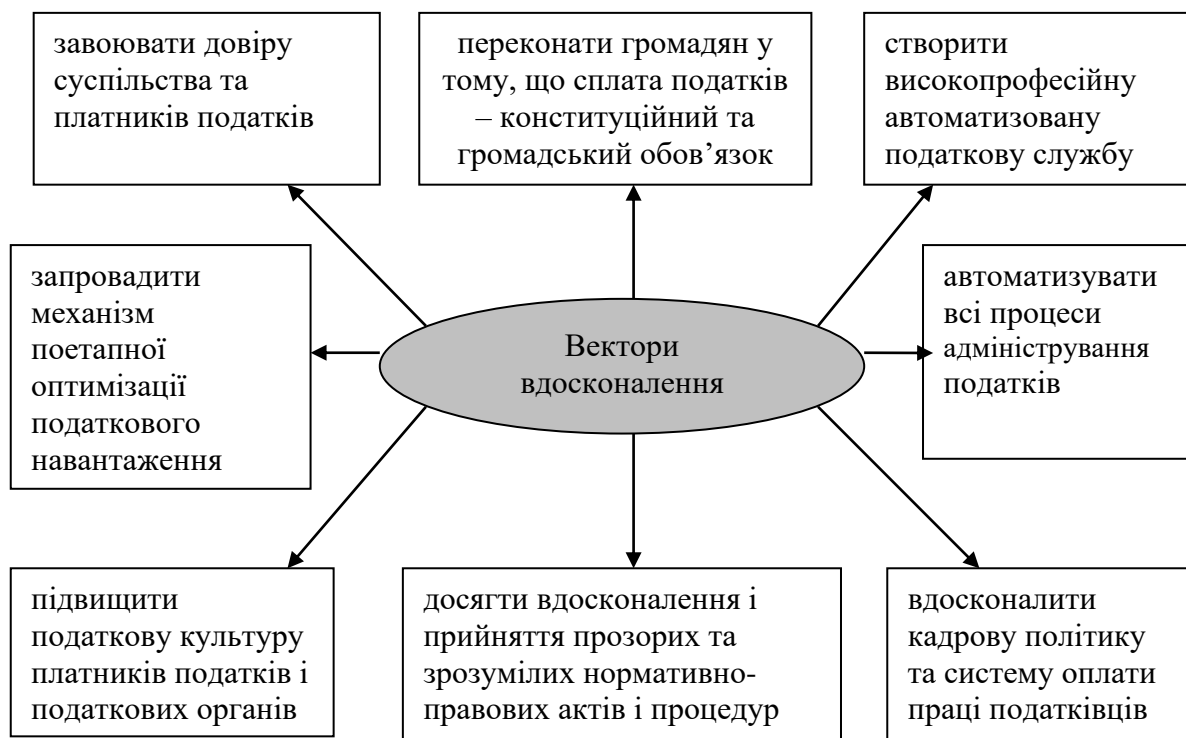 завоювати довіру
суспільства та
платників податків
переконати громадян у
тому, що сплата податків
– конституційний та
громадський обов’язок
створити
високопрофесійну
автоматизовану
податкову службу
запровадити
механізм
поетапної
оптимізації
податкового
навантаження
Вектори
вдосконалення
автоматизувати
всі процеси
адміністрування
податків
підвищити
податкову культуру
платників податків і
податкових органів
досягти вдосконалення і
прийняття прозорих та
зрозумілих нормативно-
правових актів і процедур
вдосконалити
кадрову політику
та систему оплати
праці податківців